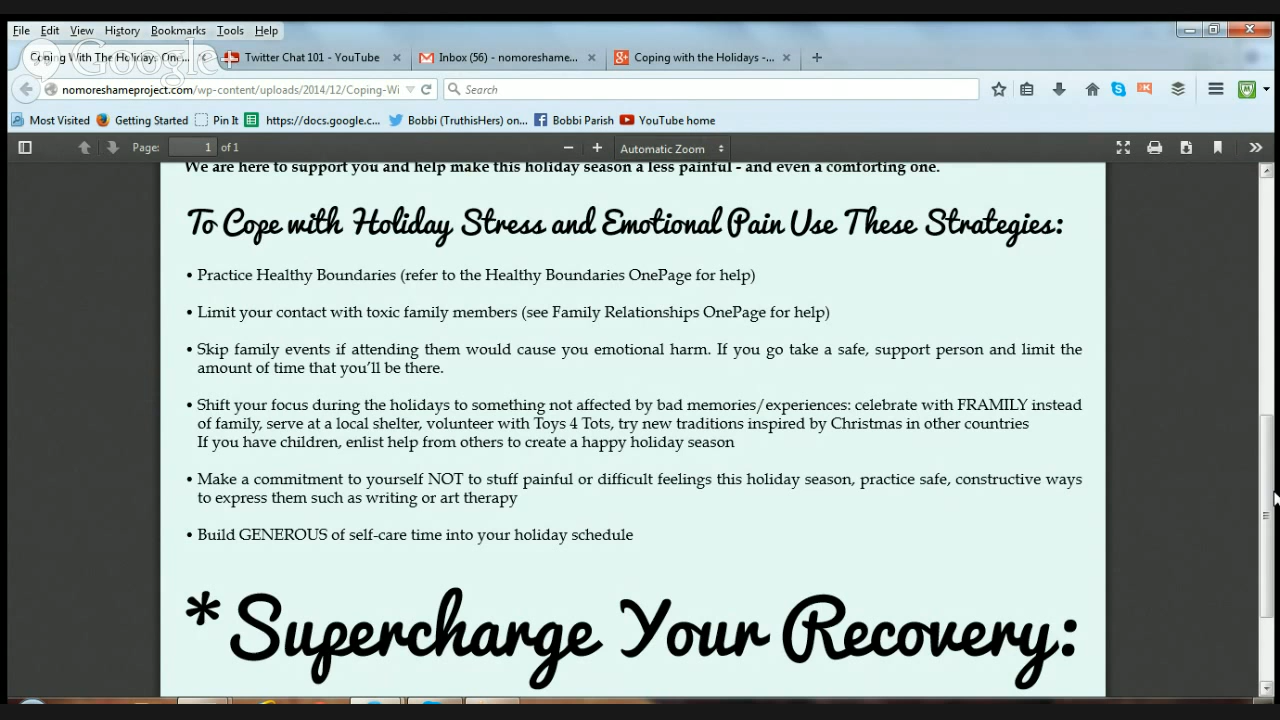 File Edit View History Bookmarks Tools Help
Coping With The Holidays: One... Twitter Chat 101 - YouTube Inbox (56) - nomoreshame... Coping with the Holidays -...
Google+
nomoreshameproject.com/wp-content/uploads/2014/12/Coping-Wi Search
Most Visited Getting Started Pin It https://docs.google.c... Bobbi (TruthisHers) on... Bobbi Parish YouTube home
Page: 1 of 1 Automatic Zoom
We are here to support you and help make this holiday season a less painful - and even a comforting one.
To Cope with Holiday Stress and Emotional Pain Use These Strategies:
• Practice Healthy Boundaries (refer to the Healthy Boundaries OnePage for help)
• Limit your contact with toxic family members (see Family Relationships OnePage for help)
• Skip family events if attending them would cause you emotional harm. If you go take a safe, support person and limit the
amount of time that you'll be there.
• Shift your focus during the holidays to something not affected by bad memories/experiences: celebrate with FRAMILY instead
of family, serve at a local shelter, volunteer with Toys 4 Tots, try new traditions inspired by Christmas in other countries
If you have children, enlist help from others to create a happy holiday season
• Make a commitment to yourself NOT to stuff painful or difficult feelings this holiday season, practice safe, constructive ways
to express them such as writing or art therapy
• Build GENEROUS of self-care time into your holiday schedule
* Supercharge Your Recovery: